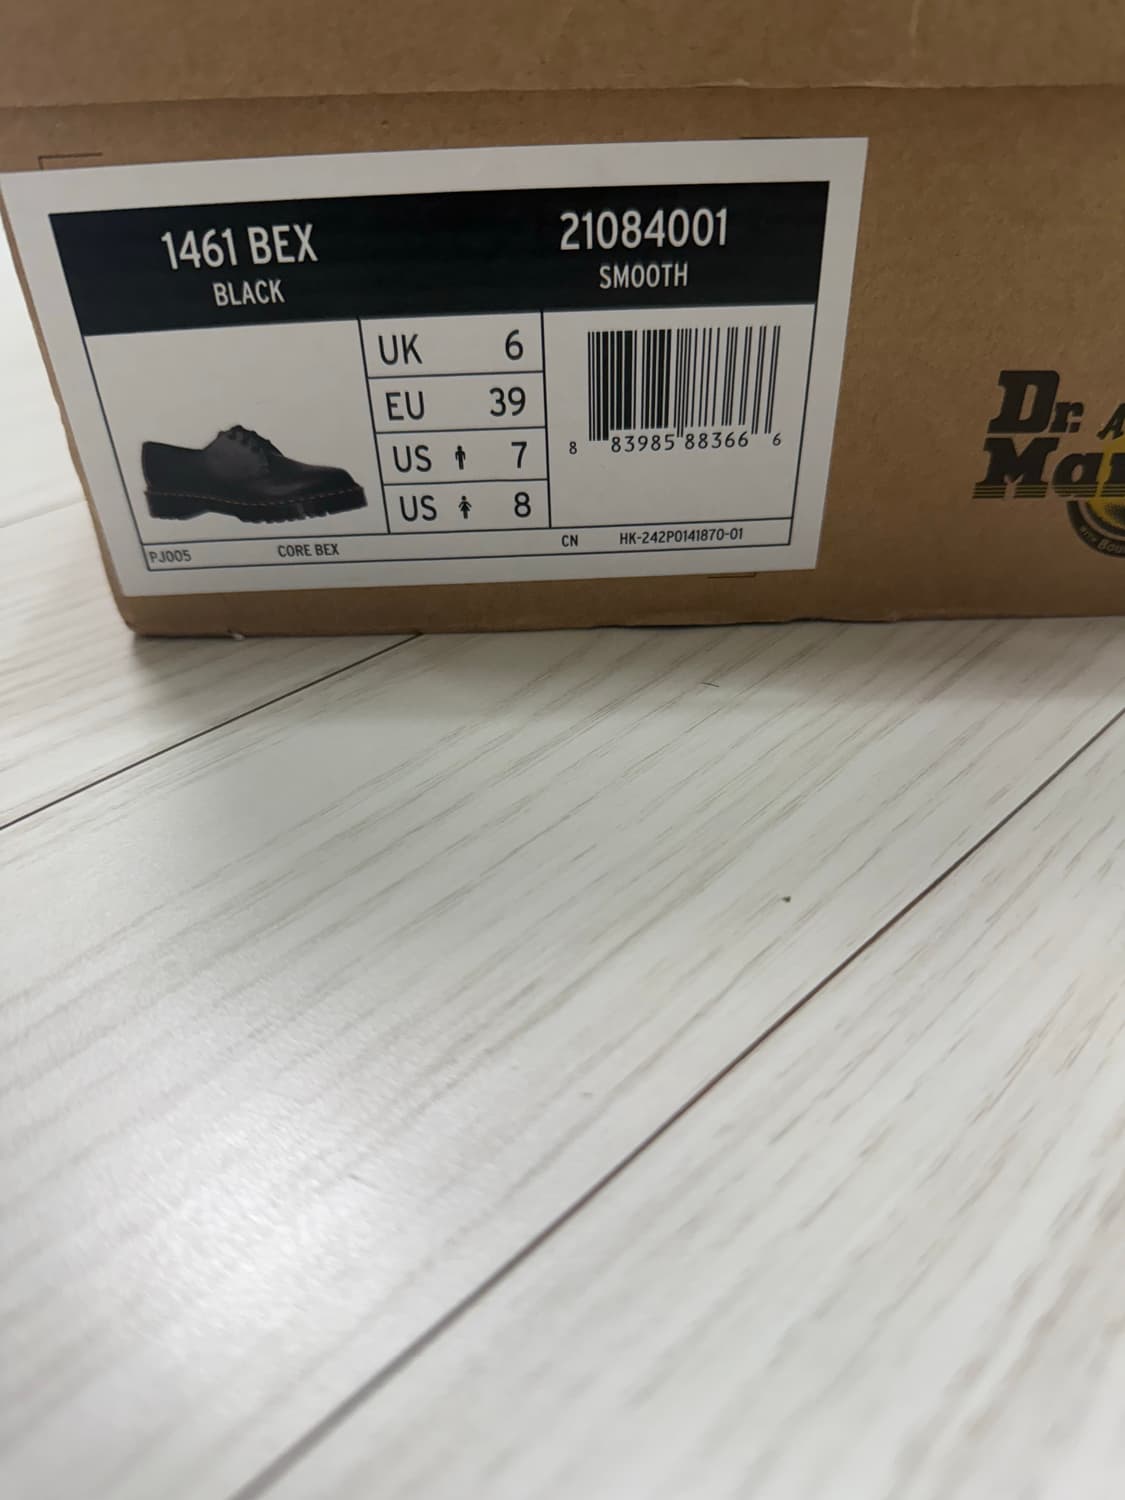 1461 BEX
BLACK
21084001
SMOOTH
UK 6
EU 39
US 7
US 8
8 83985 88366 6
PJ005
CORE BEX
CN
HK-242P0141870-01
Dr.